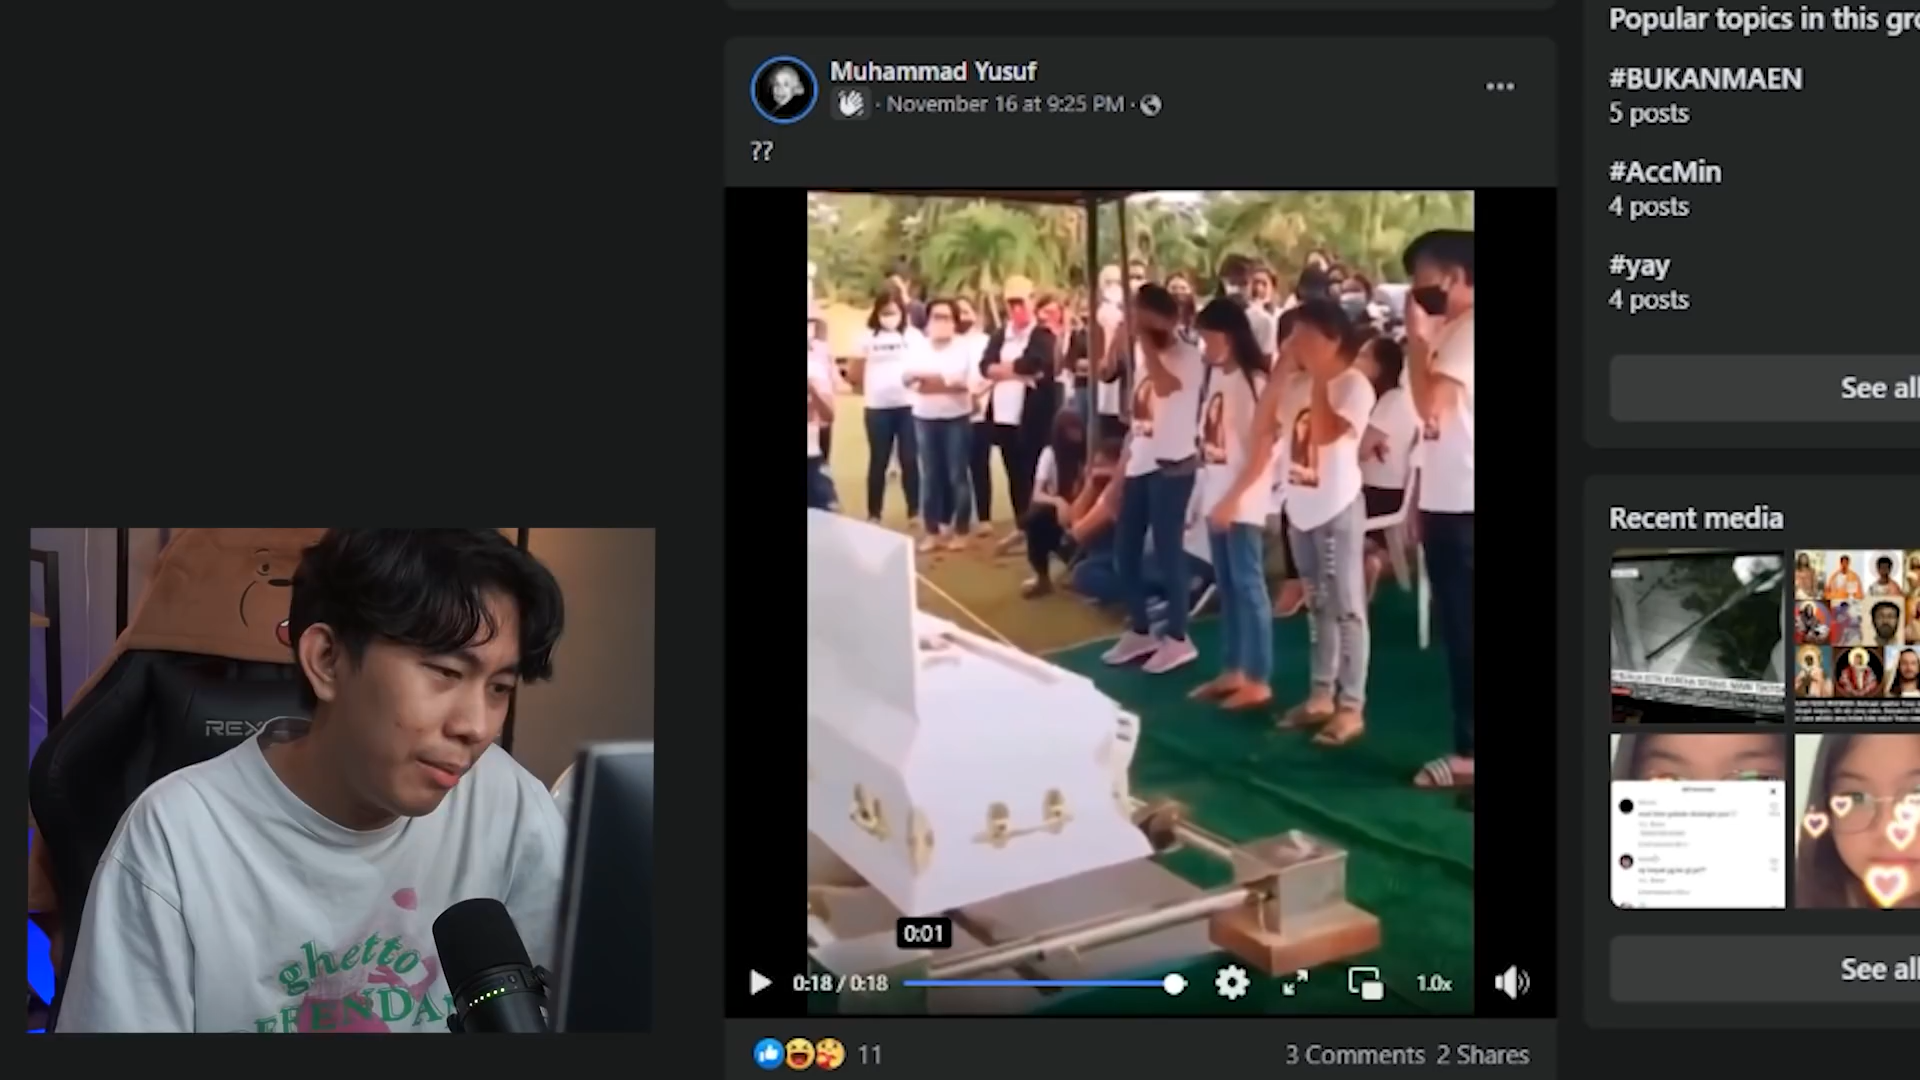 Popular topics in this gr
Muhammad Yusuf
· November 16 at 9:25 PM ·
??
#BUKANMAEN
5 posts
#AccMin
4 posts
#yay
4 posts
See all
Recent media
REX
ghetto
0:01
0:18 / 0:18
1.0x
See all
11
3 Comments 2 Shares